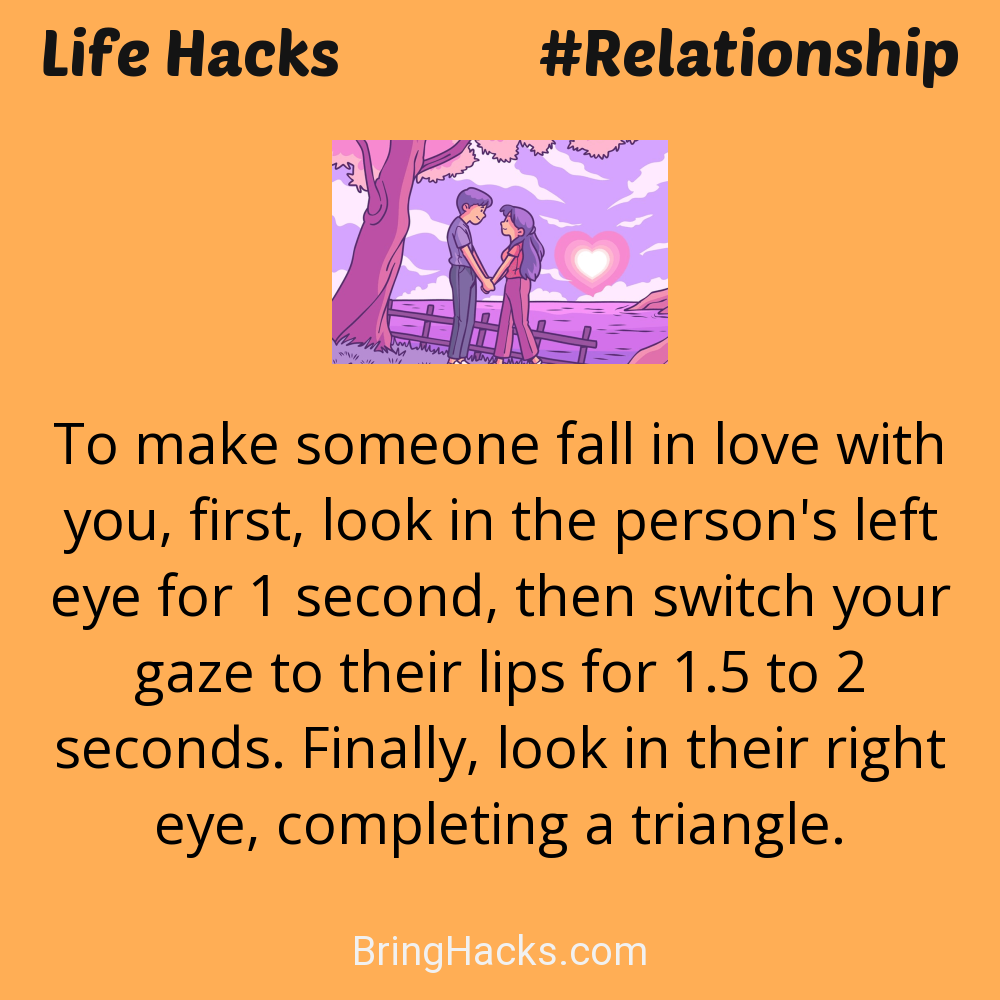 Life Hacks #Relationship
To make someone fall in love with
you, first, look in the person's left
eye for 1 second, then switch your
gaze to their lips for 1.5 to 2
seconds. Finally, look in their right
eye, completing a triangle.
BringHacks.com